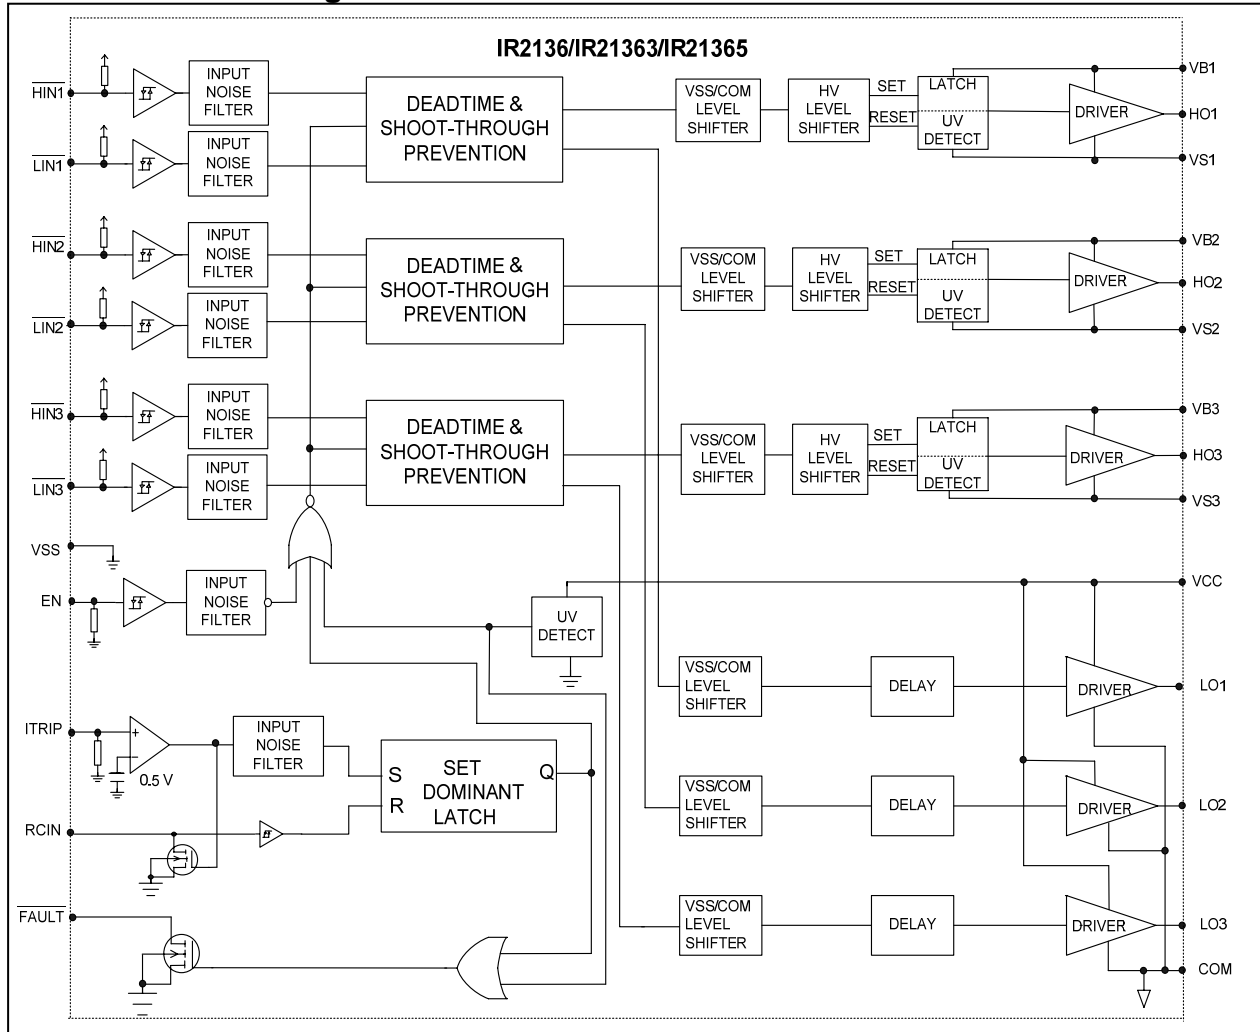 IR2136/IR21363/IR21365
HIN1
INPUT
NOISE
FILTER
LIN1
INPUT
NOISE
FILTER
DEADTIME &
SHOOT-THROUGH
PREVENTION
VSS/COM
LEVEL
SHIFTER
HV
LEVEL
SHIFTER
SET
RESET
LATCH
UV
DETECT
DRIVER
VB1
HO1
VS1
HIN2
INPUT
NOISE
FILTER
LIN2
INPUT
NOISE
FILTER
DEADTIME &
SHOOT-THROUGH
PREVENTION
VSS/COM
LEVEL
SHIFTER
HV
LEVEL
SHIFTER
SET
RESET
LATCH
UV
DETECT
DRIVER
VB2
HO2
VS2
HIN3
INPUT
NOISE
FILTER
LIN3
INPUT
NOISE
FILTER
DEADTIME &
SHOOT-THROUGH
PREVENTION
VSS/COM
LEVEL
SHIFTER
HV
LEVEL
SHIFTER
SET
RESET
LATCH
UV
DETECT
DRIVER
VB3
HO3
VS3
VSS
EN
INPUT
NOISE
FILTER
UV
DETECT
VCC
VSS/COM
LEVEL
SHIFTER
DELAY
DRIVER
LO1
ITRIP
+
−
0.5 V
INPUT
NOISE
FILTER
S
R
SET
DOMINANT
LATCH
Q
RCIN
VSS/COM
LEVEL
SHIFTER
DELAY
DRIVER
LO2
FAULT
VSS/COM
LEVEL
SHIFTER
DELAY
DRIVER
LO3
COM